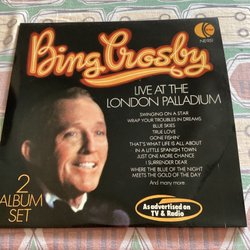 Bing Crosby
LIVE AT THE
LONDON PALLADIUM
SWINGING ON A STAR
WRAP YOUR TROUBLES IN DREAMS
BLUE SKIES
TRUE LOVE
GONE FISHIN'
THAT'S WHAT LIFE IS ALL ABOUT
IN A LITTLE SPANISH TOWN
JUST ONE MORE CHANCE
I SURRENDER DEAR
WHERE THE BLUE OF THE NIGHT
MEETS THE GOLD OF THE DAY
And many more
2
ALBUM
SET
As advertised on
TV & Radio